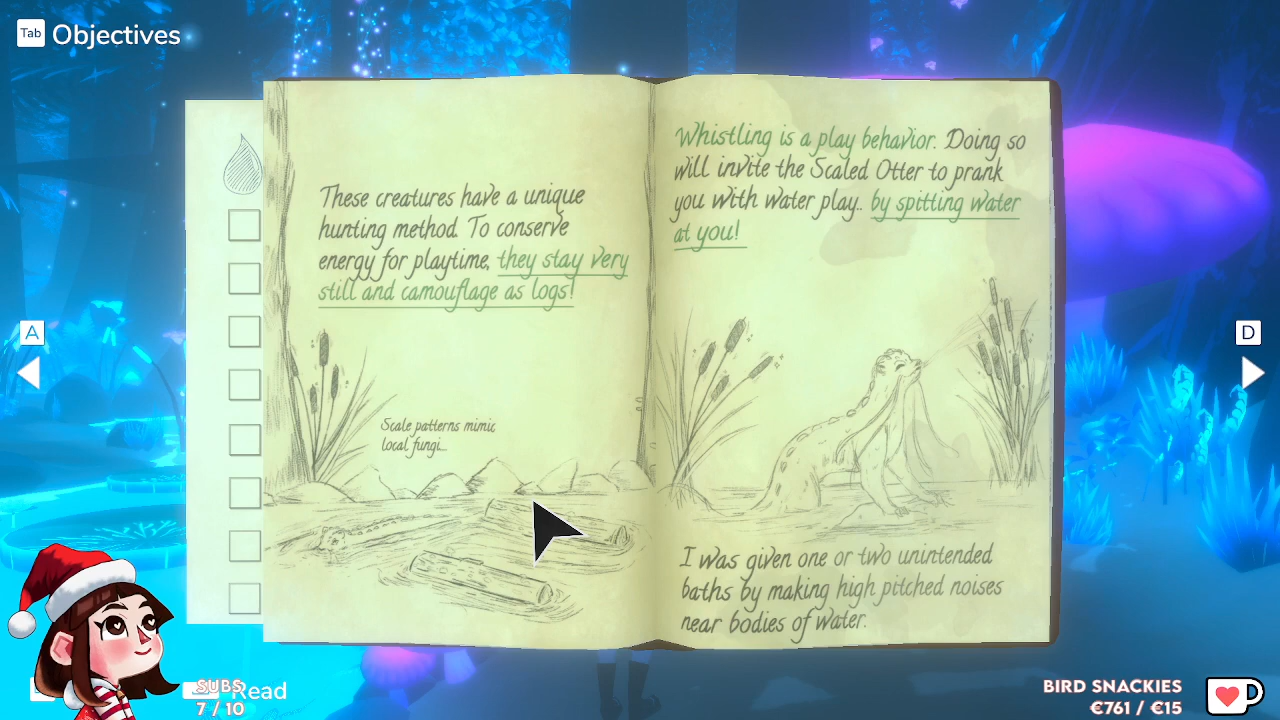 Tab Objectives
These creatures have a unique
hunting method. To conserve
energy for playtime, they stay very
still and camouflage as logs!
Scale patterns mimic
local fungi...
Whistling is a play behavior. Doing so
will invite the Scaled Otter to prank
you with water play.. by spitting water
at you!
I was given one or two unintended
baths by making high pitched noises
near bodies of water.
A
D
Read
SUBS
7 / 10
BIRD SNACKIES
€761 / €15